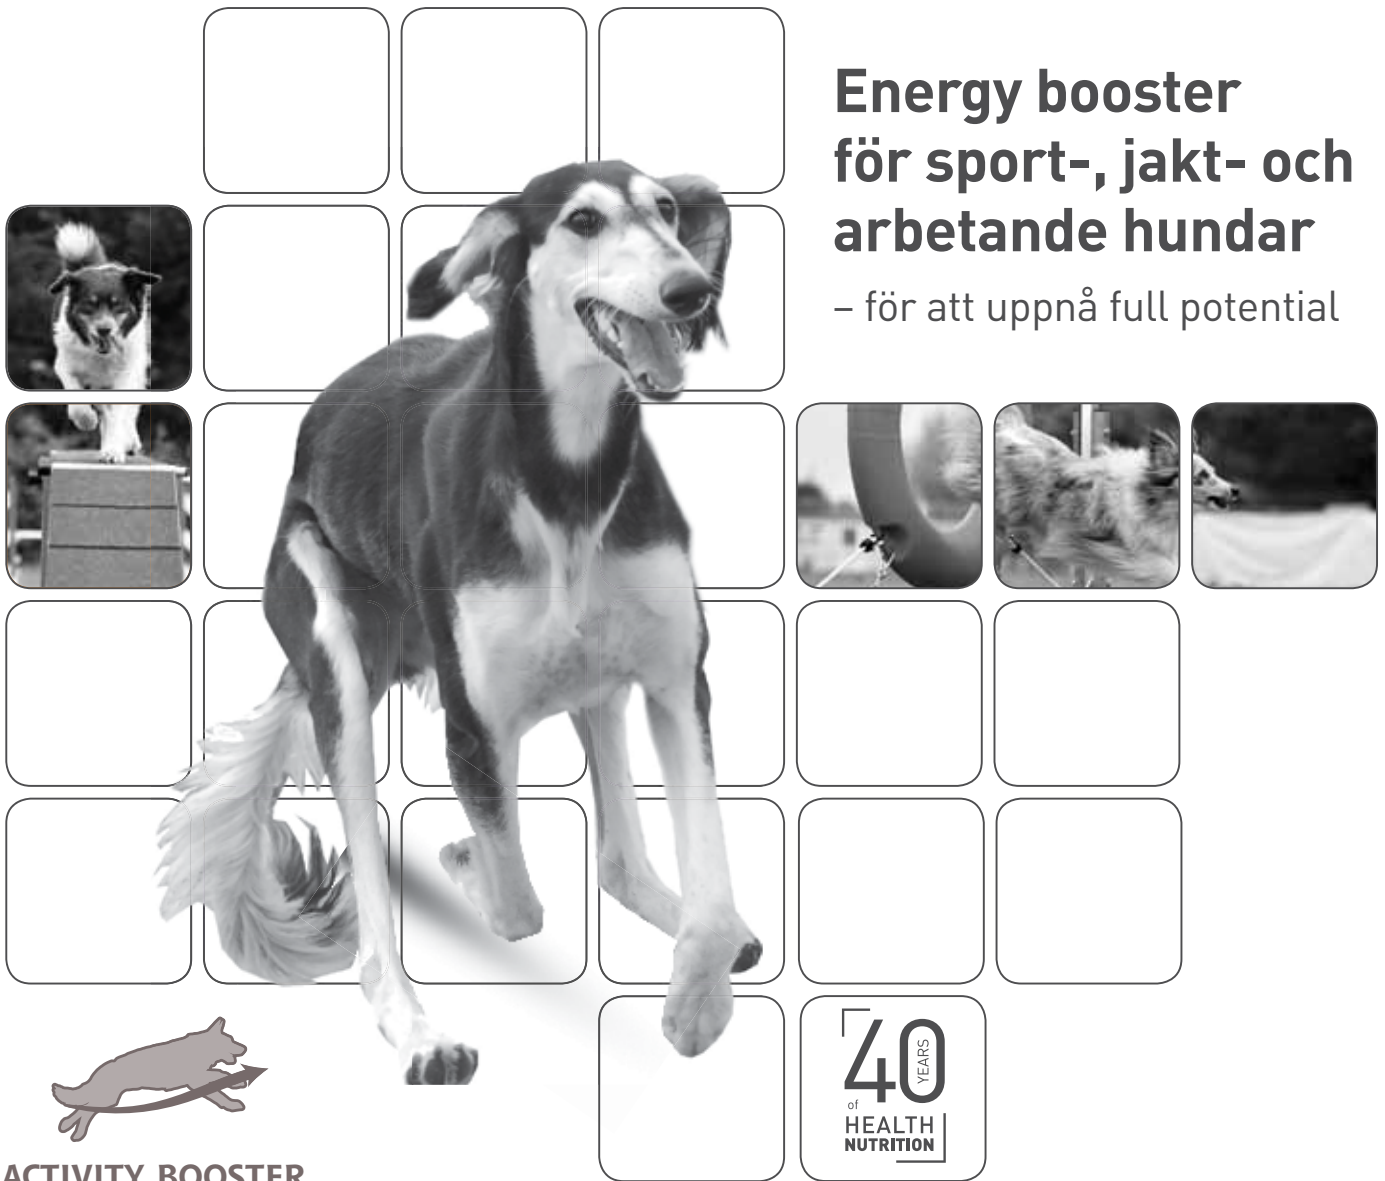 Energy booster
för sport-, jakt- och
arbetande hundar
– för att uppnå full potential
40
YEARS
of
HEALTH
NUTRITION
ACTIVITY BOOSTER